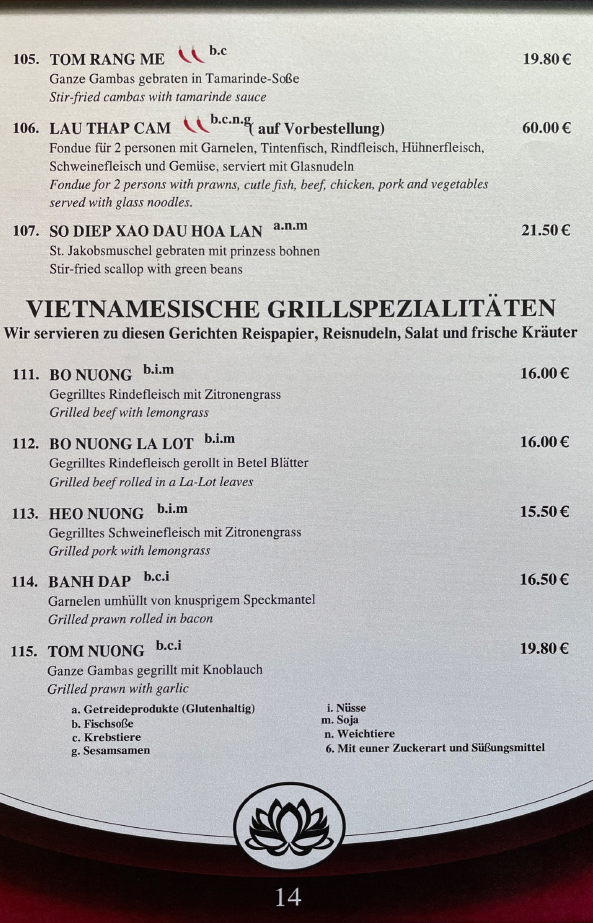 105. TOM RANG ME b.c 19.80 €
Ganze Gambas gebraten in Tamarinde-Soße
Stir-fried cambas with tamarinde sauce
106. LAU THAP CAM b.c.n.g ( auf Vorbestellung) 60.00 €
Fondue für 2 personen mit Garnelen, Tintenfisch, Rindfleisch, Hühnerfleisch,
Schweinefleisch und Gemüse, serviert mit Glasnudeln
Fondue for 2 persons with prawns, cutle fish, beef, chicken, pork and vegetables
served with glass noodles.
107. SO DIEP XAO DAU HOA LAN a.n.m 21.50 €
St. Jakobsmuschel gebraten mit prinzess bohnen
Stir-fried scallop with green beans
VIETNAMESISCHE GRILLSPEZIALITÄTEN
Wir servieren zu diesen Gerichten Reispapier, Reisnudeln, Salat und frische Kräuter
111. BO NUONG b.i.m 16.00 €
Gegrilltes Rindefleisch mit Zitronengrass
Grilled beef with lemongrass
112. BO NUONG LA LOT b.i.m 16.00 €
Gegrilltes Rindefleisch gerollt in Betel Blätter
Grilled beef rolled in a La-Lot leaves
113. HEO NUONG b.i.m 15.50 €
Gegrilltes Schweinefleisch mit Zitronengrass
Grilled pork with lemongrass
114. BANH DAP b.c.i 16.50 €
Garnelen umhüllt von knusprigem Speckmantel
Grilled prawn rolled in bacon
115. TOM NUONG b.c.i 19.80 €
Ganze Gambas gegrillt mit Knoblauch
Grilled prawn with garlic
a. Getreideprodukte (Glutenhaltig)
b. Fischsoße
c. Krebstiere
g. Sesamsamen
i. Nüsse
m. Soja
n. Weichtiere
6. Mit euner Zuckerart und Süßungsmittel
14